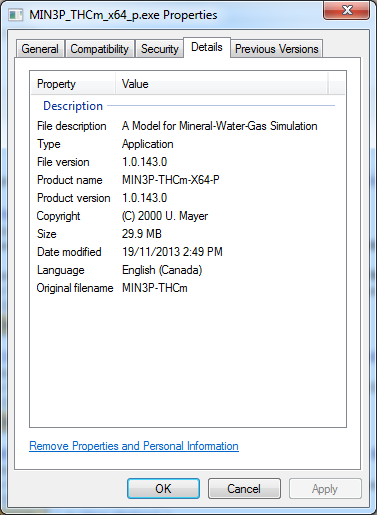 MIN3P_THCm_x64_p.exe Properties
General Compatibility Security Details Previous Versions
Property Value
Description
File description A Model for Mineral-Water-Gas Simulation
Type Application
File version 1.0.143.0
Product name MIN3P-THCm-X64-P
Product version 1.0.143.0
Copyright (C) 2000 U. Mayer
Size 29.9 MB
Date modified 19/11/2013 2:49 PM
Language English (Canada)
Original filename MIN3P-THCm
Remove Properties and Personal Information
OK Cancel Apply